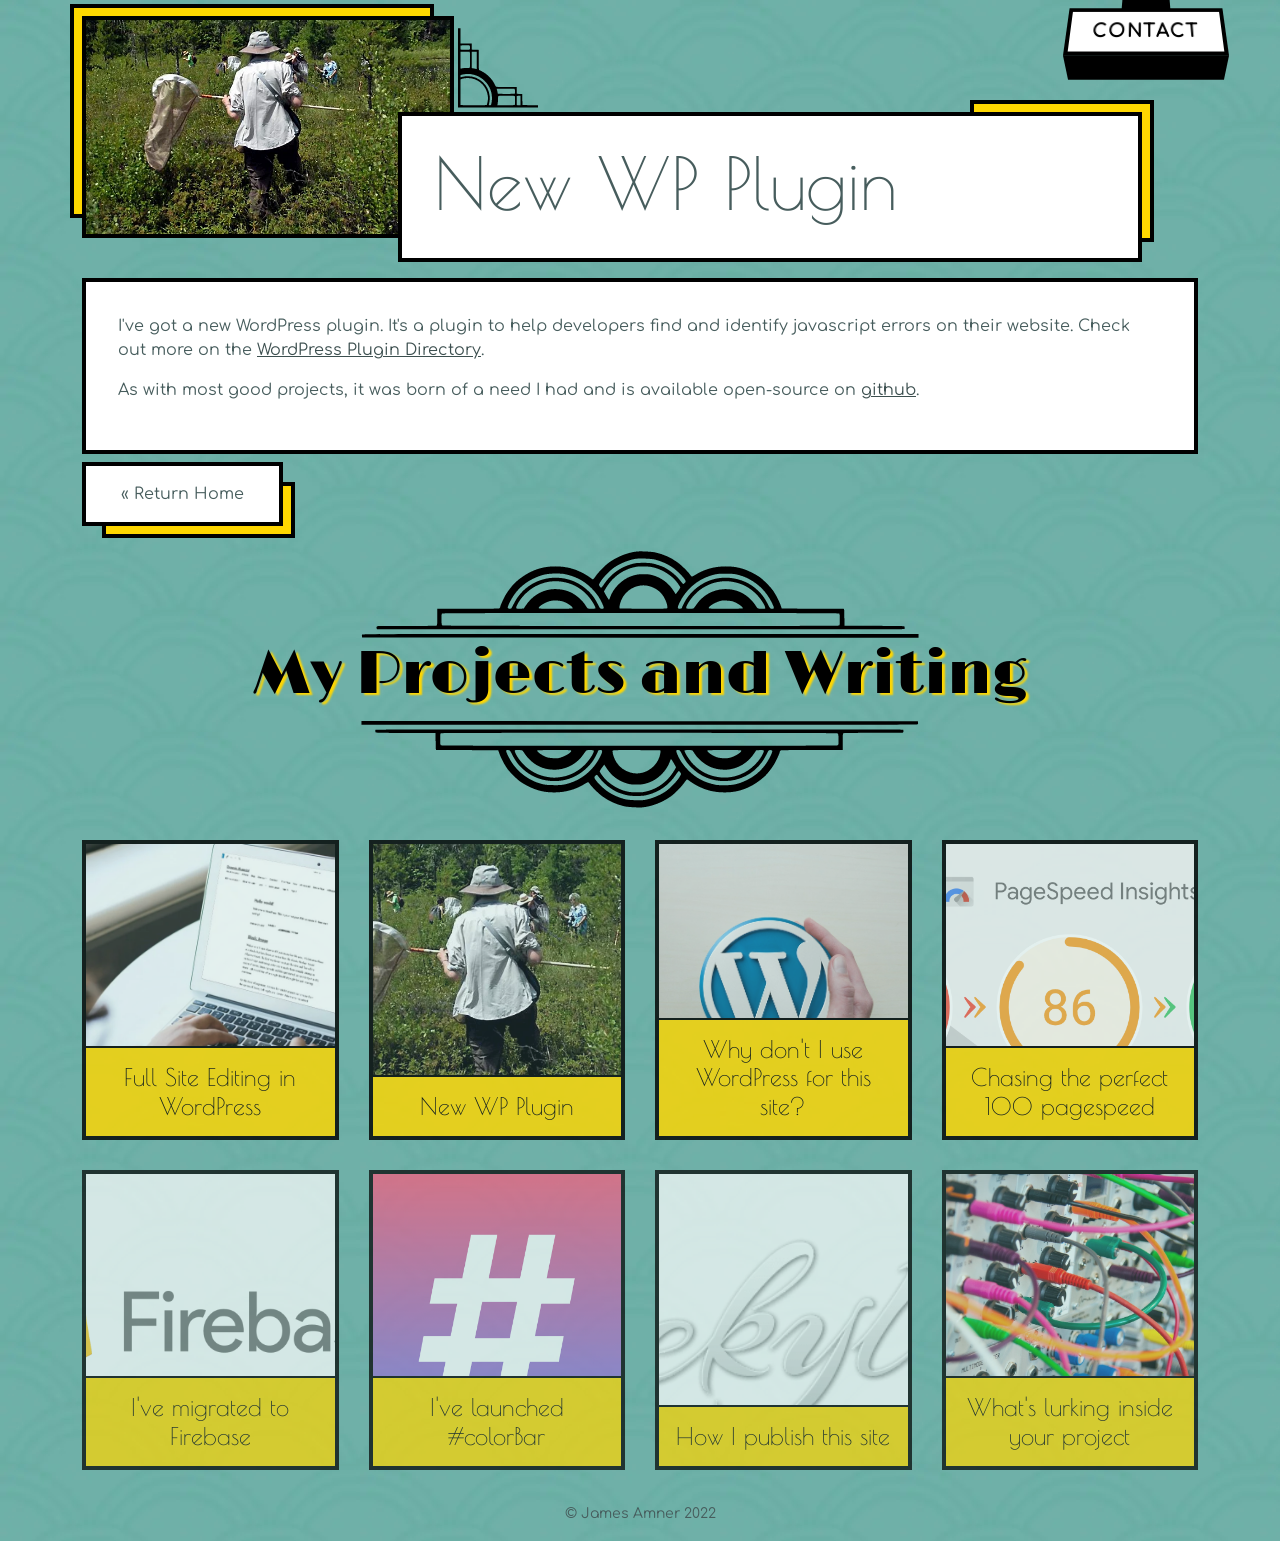 CONTACT
New WP Plugin
I've got a new WordPress plugin. It's a plugin to help developers find and identify javascript errors on their website. Check
out more on the WordPress Plugin Directory.
As with most good projects, it was born of a need I had and is available open-source on github.
« Return Home
My Projects and Writing
Full Site Editing in
WordPress
New WP Plugin
Why don't I use
WordPress for this
site?
PageSpeed Insights
86
Chasing the perfect
100 pagespeed
Fireba
I've migrated to
Firebase
#
I've launched
#colorBar
ekyl
How I publish this site
What's lurking inside
your project
© James Amner 2022